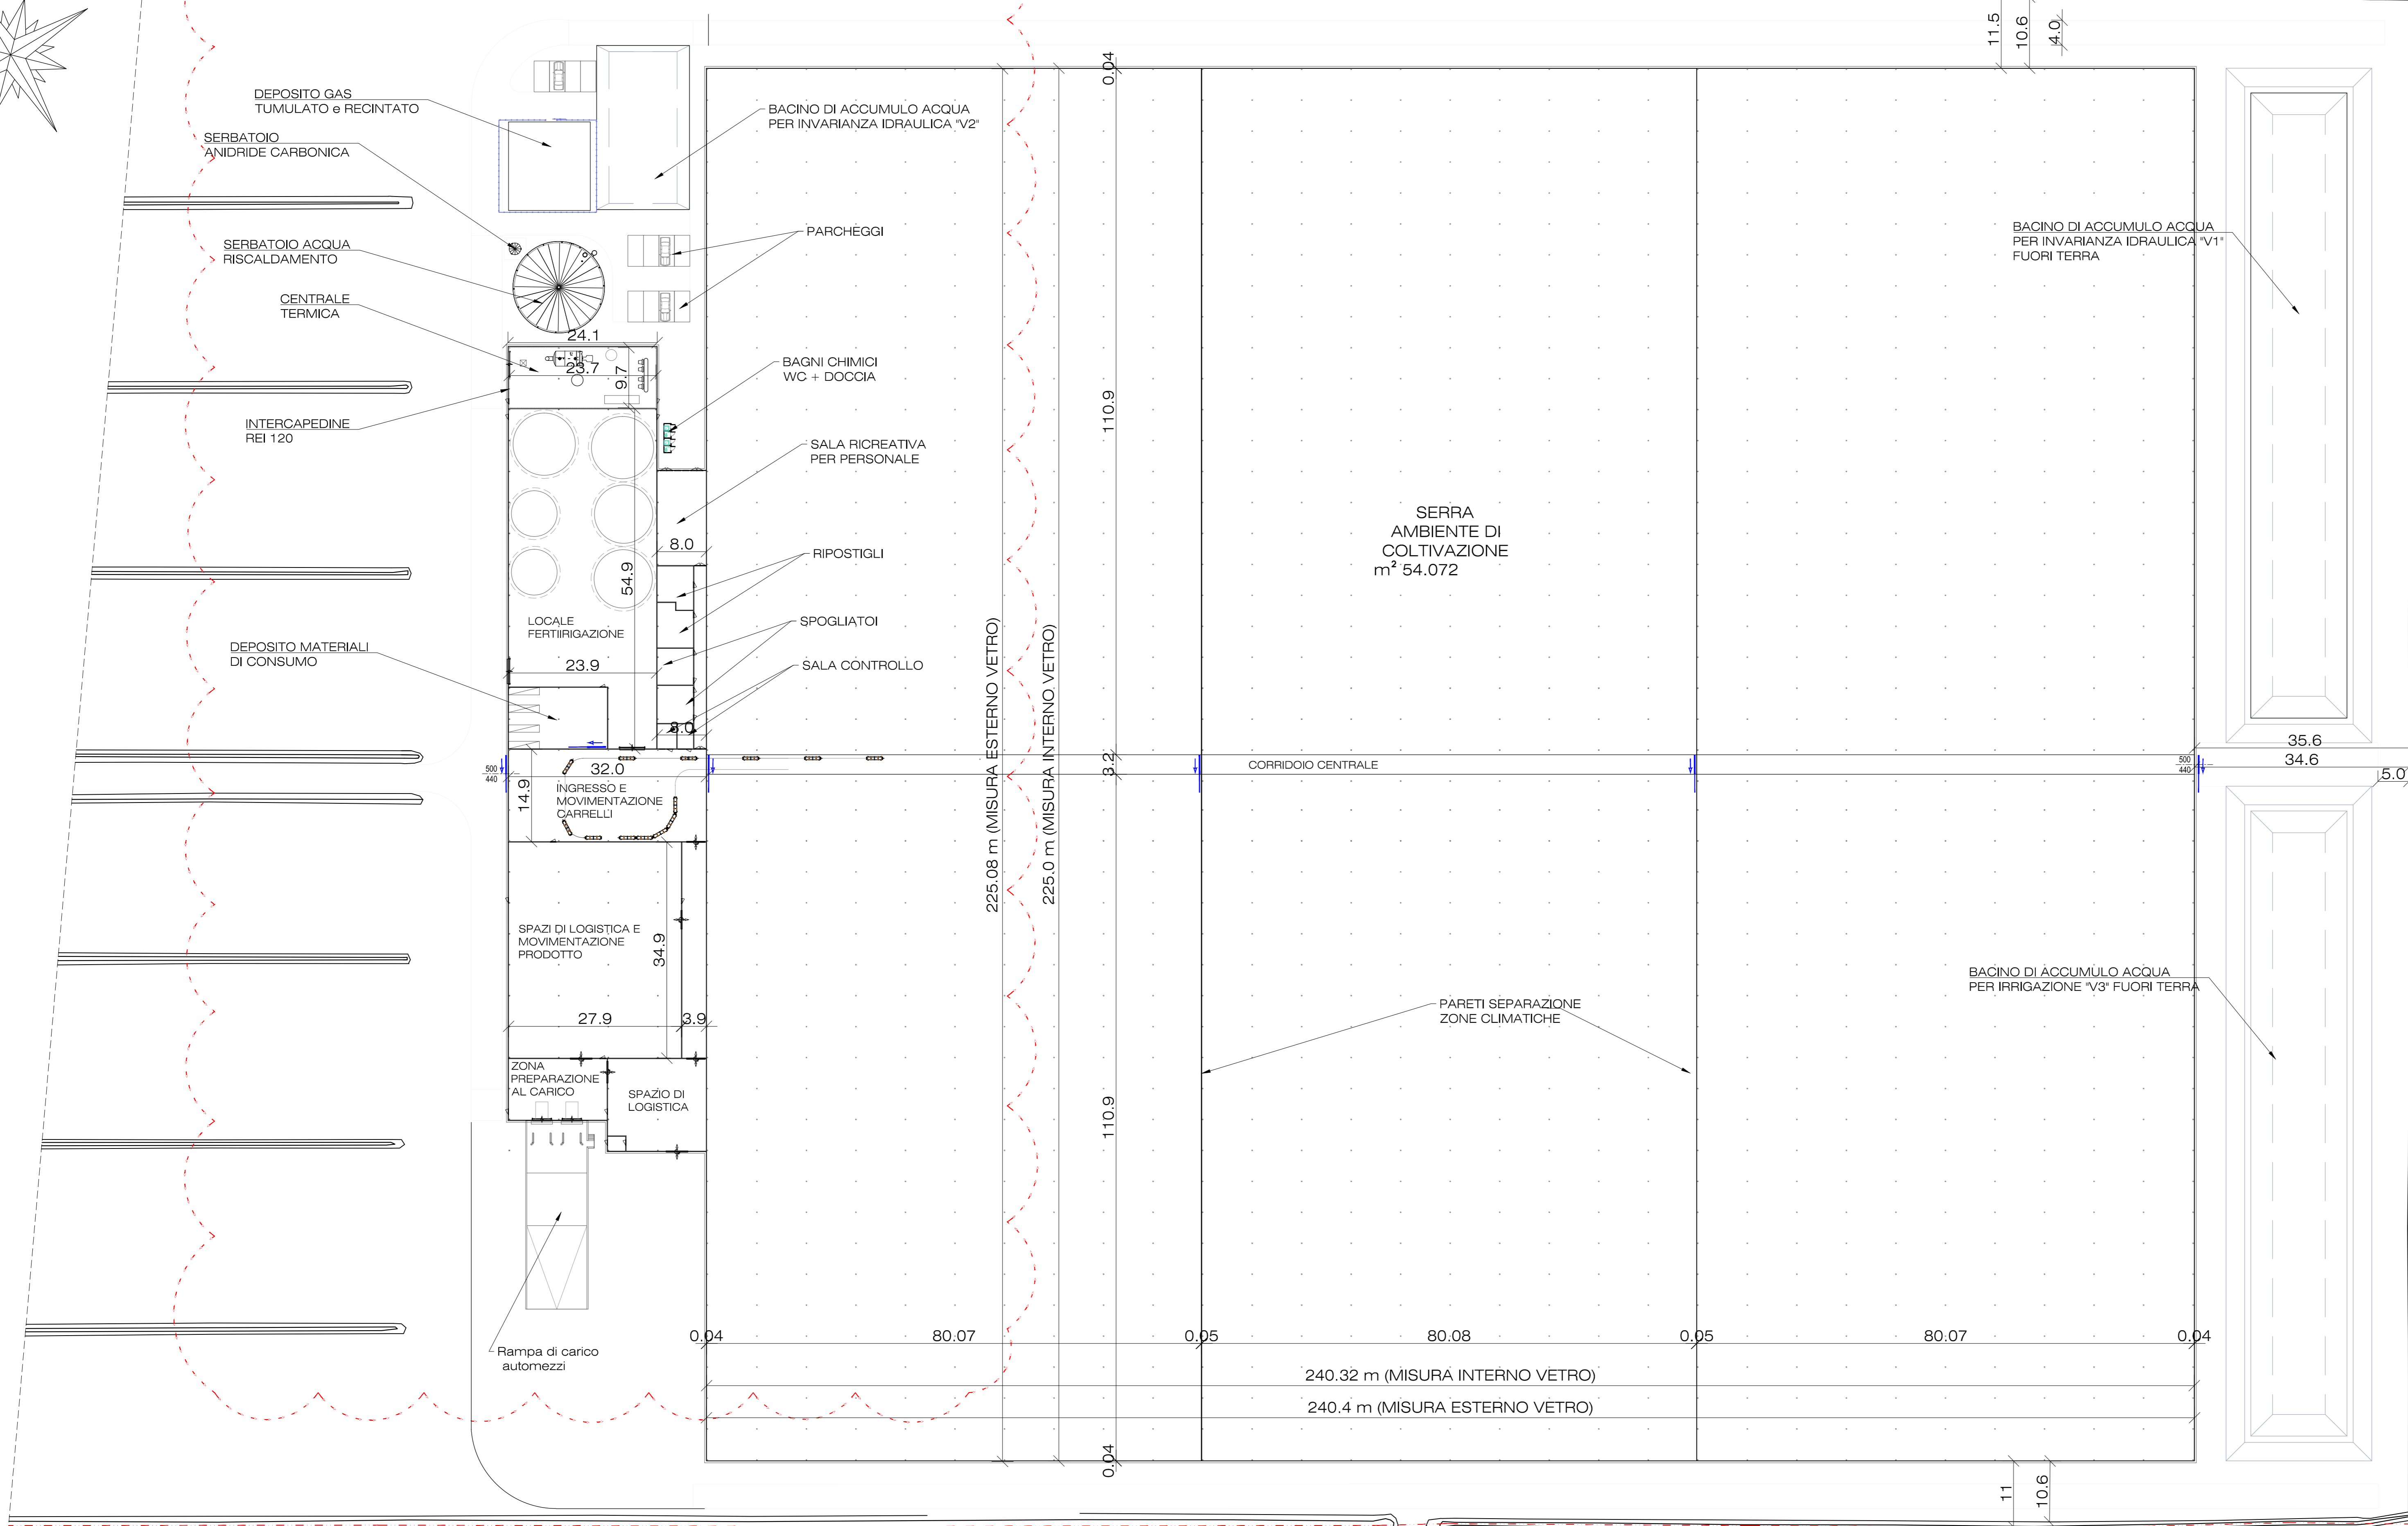 11.5
10.6
4.0
0.04
DEPOSITO GAS
TUMULATO e RECINTATO
BACINO DI ACCUMULO ACQUA
PER INVARIANZA IDRAULICA "V2"
SERBATOIO
ANIDRIDE CARBONICA
PARCHEGGI
BACINO DI ACCUMULO ACQUA
PER INVARIANZA IDRAULICA "V1"
FUORI TERRA
SERBATOIO ACQUA
RISCALDAMENTO
CENTRALE
TERMICA
24.1
23.7
9.7
BAGNI CHIMICI
WC + DOCCIA
110.9
INTERCAPEDINE
REI 120
SALA RICREATIVA
PER PERSONALE
SERRA
AMBIENTE DI
COLTIVAZIONE
m² 54.072
8.0
RIPOSTIGLI
54.9
LOCALE
FERTIIRIGAZIONE
SPOGLIATOI
DEPOSITO MATERIALI
DI CONSUMO
23.9
SALA CONTROLLO
8.0
225.08 m (MISURA ESTERNO VETRO)
225.0 m (MISURA INTERNO VETRO)
35.6
34.6
5.0
500
440
32.0
3.2
CORRIDOIO CENTRALE
500
440
14.9
INGRESSO E
MOVIMENTAZIONE
CARRELLI
SPAZI DI LOGISTICA E
MOVIMENTAZIONE
PRODOTTO
34.9
BACINO DI ACCUMULO ACQUA
PER IRRIGAZIONE "V3" FUORI TERRA
PARETI SEPARAZIONE
ZONE CLIMATICHE
27.9
3.9
ZONA
PREPARAZIONE
AL CARICO
SPAZIO DI
LOGISTICA
110.9
0.04
80.07
0.05
80.08
0.05
80.07
0.04
Rampa di carico
automezzi
240.32 m (MISURA INTERNO VETRO)
240.4 m (MISURA ESTERNO VETRO)
0.04
11
10.6